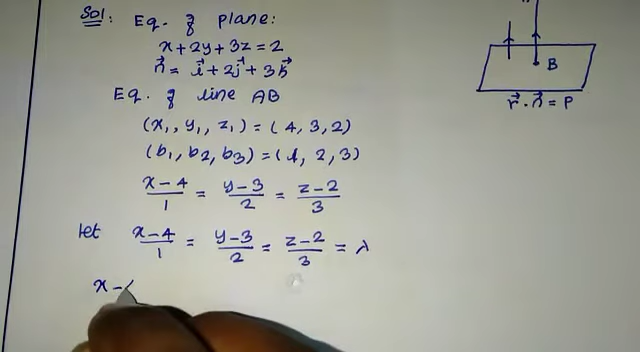 Sol: Eq. of plane:
x+2y+3z=2
n⃗ = i⃗+2j⃗+3k⃗
Eq. of line AB
(x₁, y₁, z₁) = (4, 3, 2)
(b₁, b₂, b₃) = (1, 2, 3)
x-4/1 = y-3/2 = z-2/3
let x-4/1 = y-3/2 = z-2/3 = λ
x-
B
r⃗.n⃗ = P